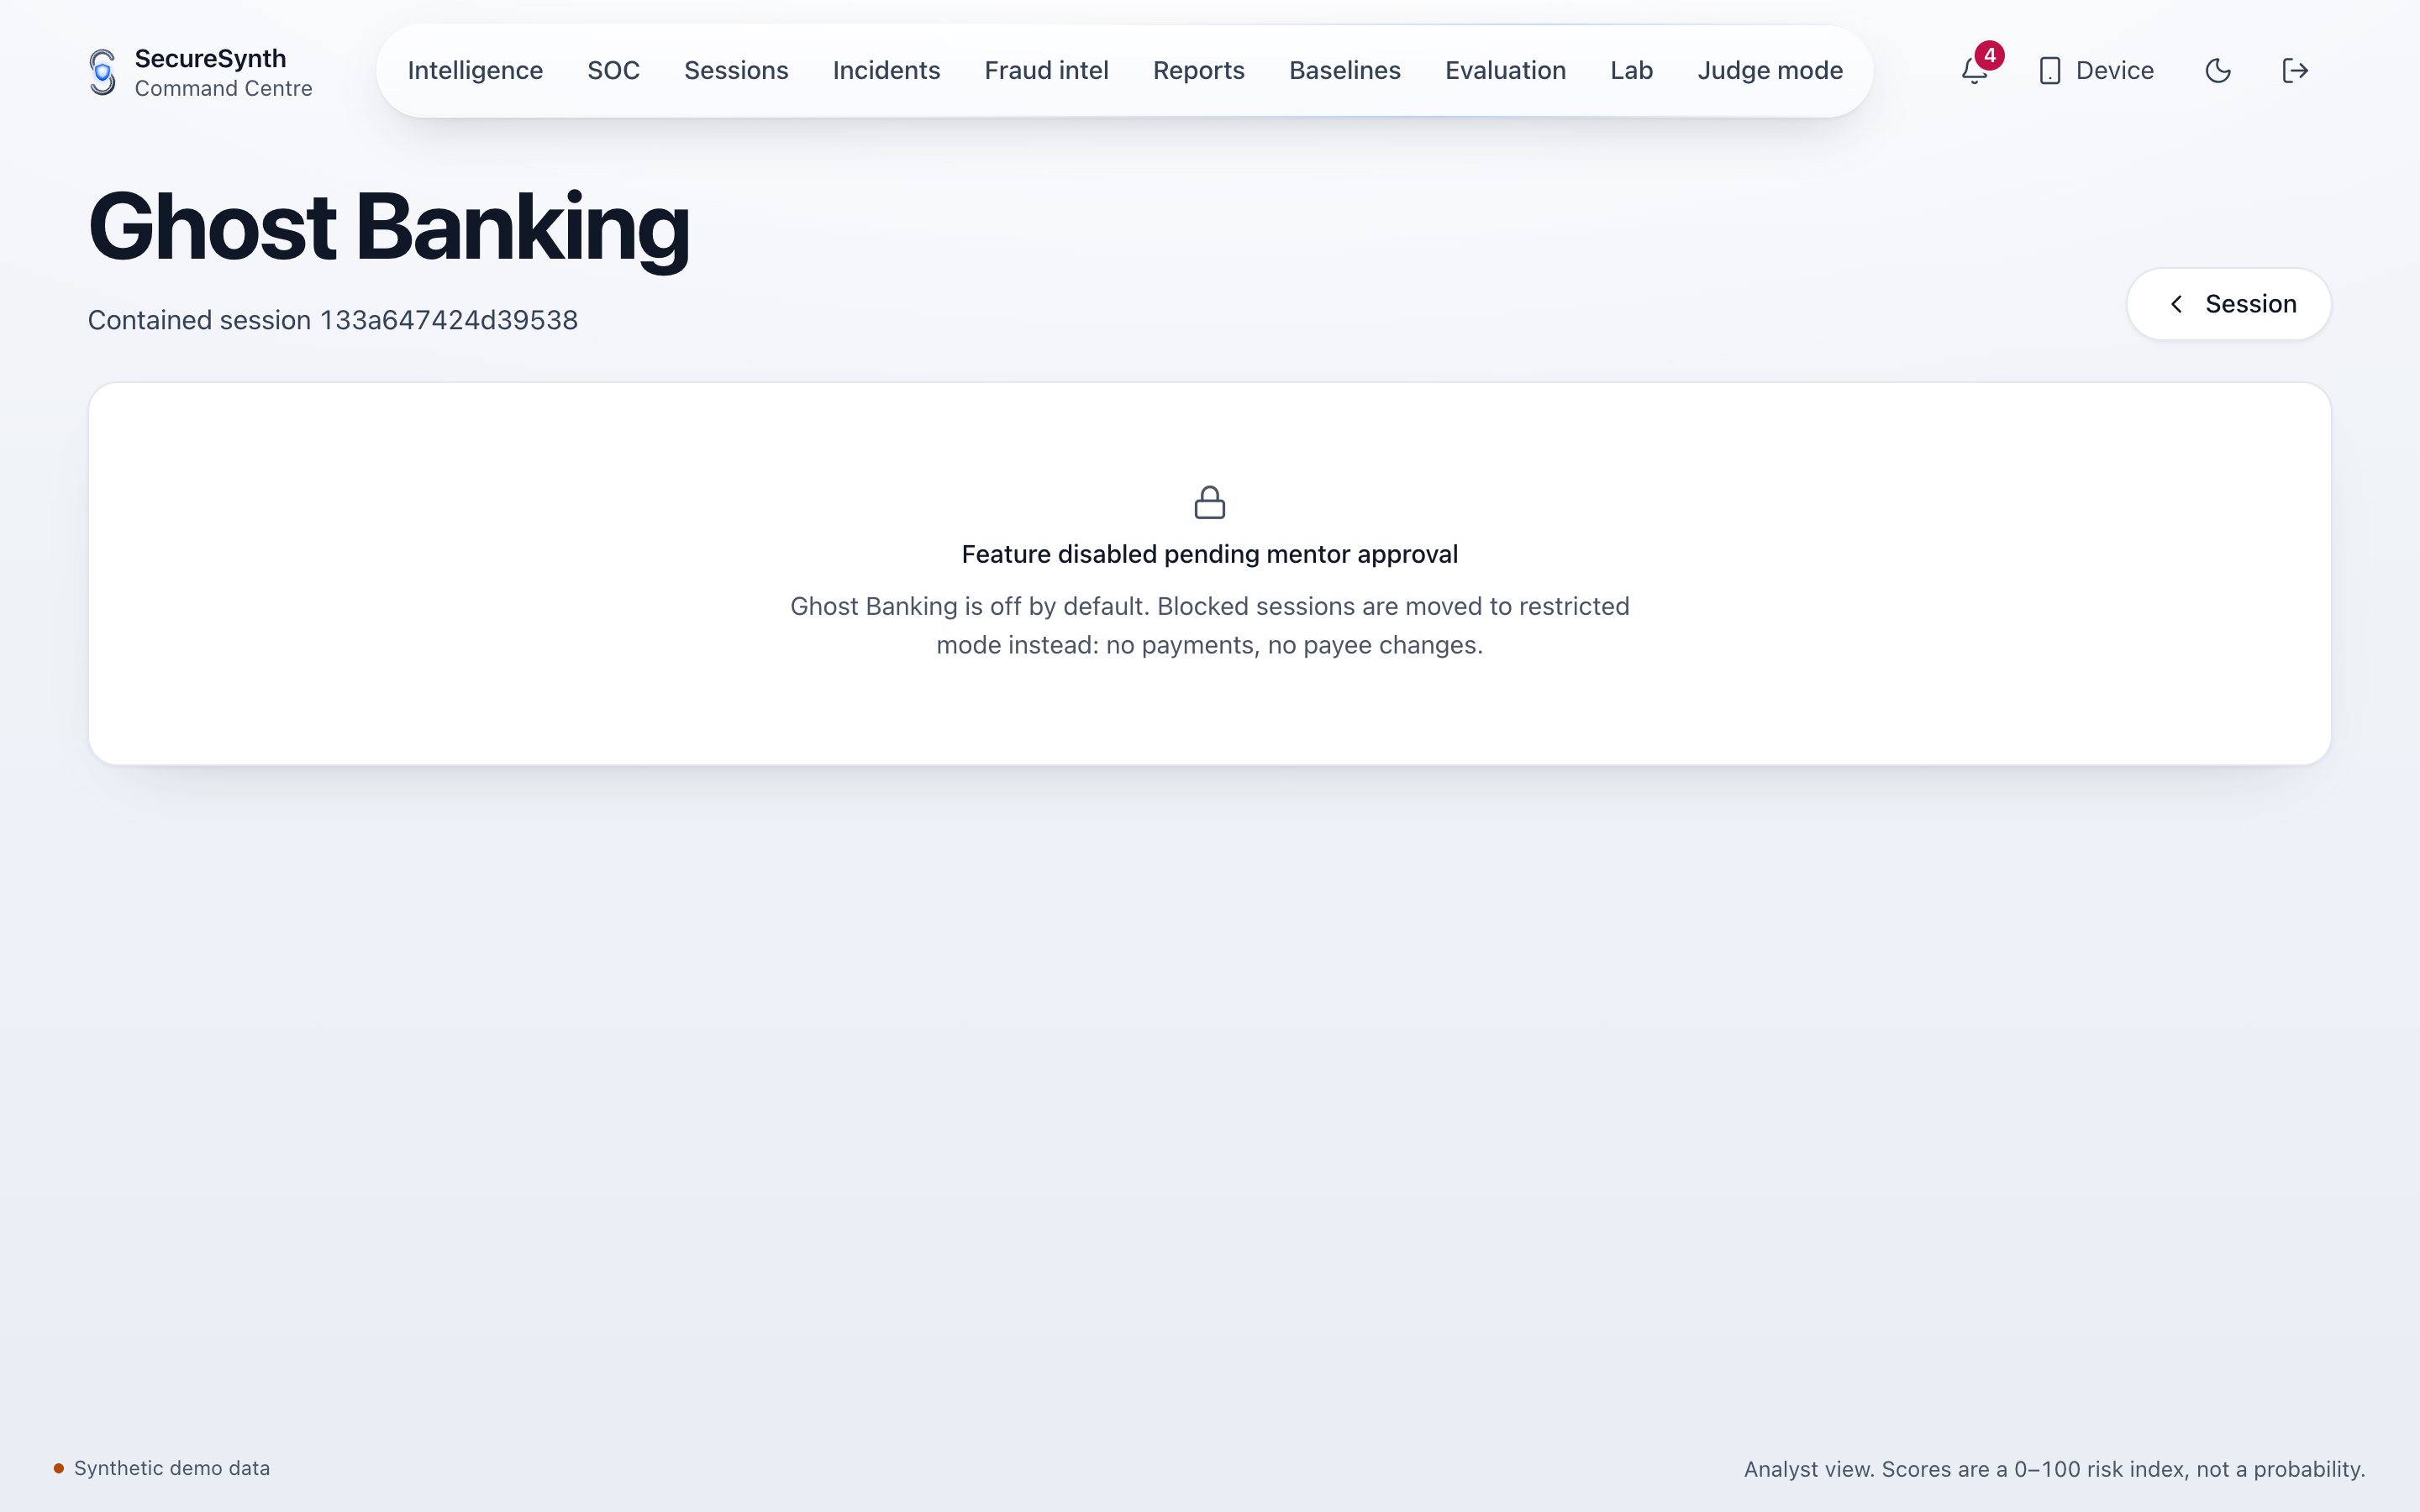 SecureSynth
Command Centre
Intelligence SOC Sessions Incidents Fraud intel Reports Baselines Evaluation Lab Judge mode
4
Device
Ghost Banking
Contained session 133a647424d39538
Session
Feature disabled pending mentor approval
Ghost Banking is off by default. Blocked sessions are moved to restricted
mode instead: no payments, no payee changes.
Synthetic demo data
Analyst view. Scores are a 0–100 risk index, not a probability.